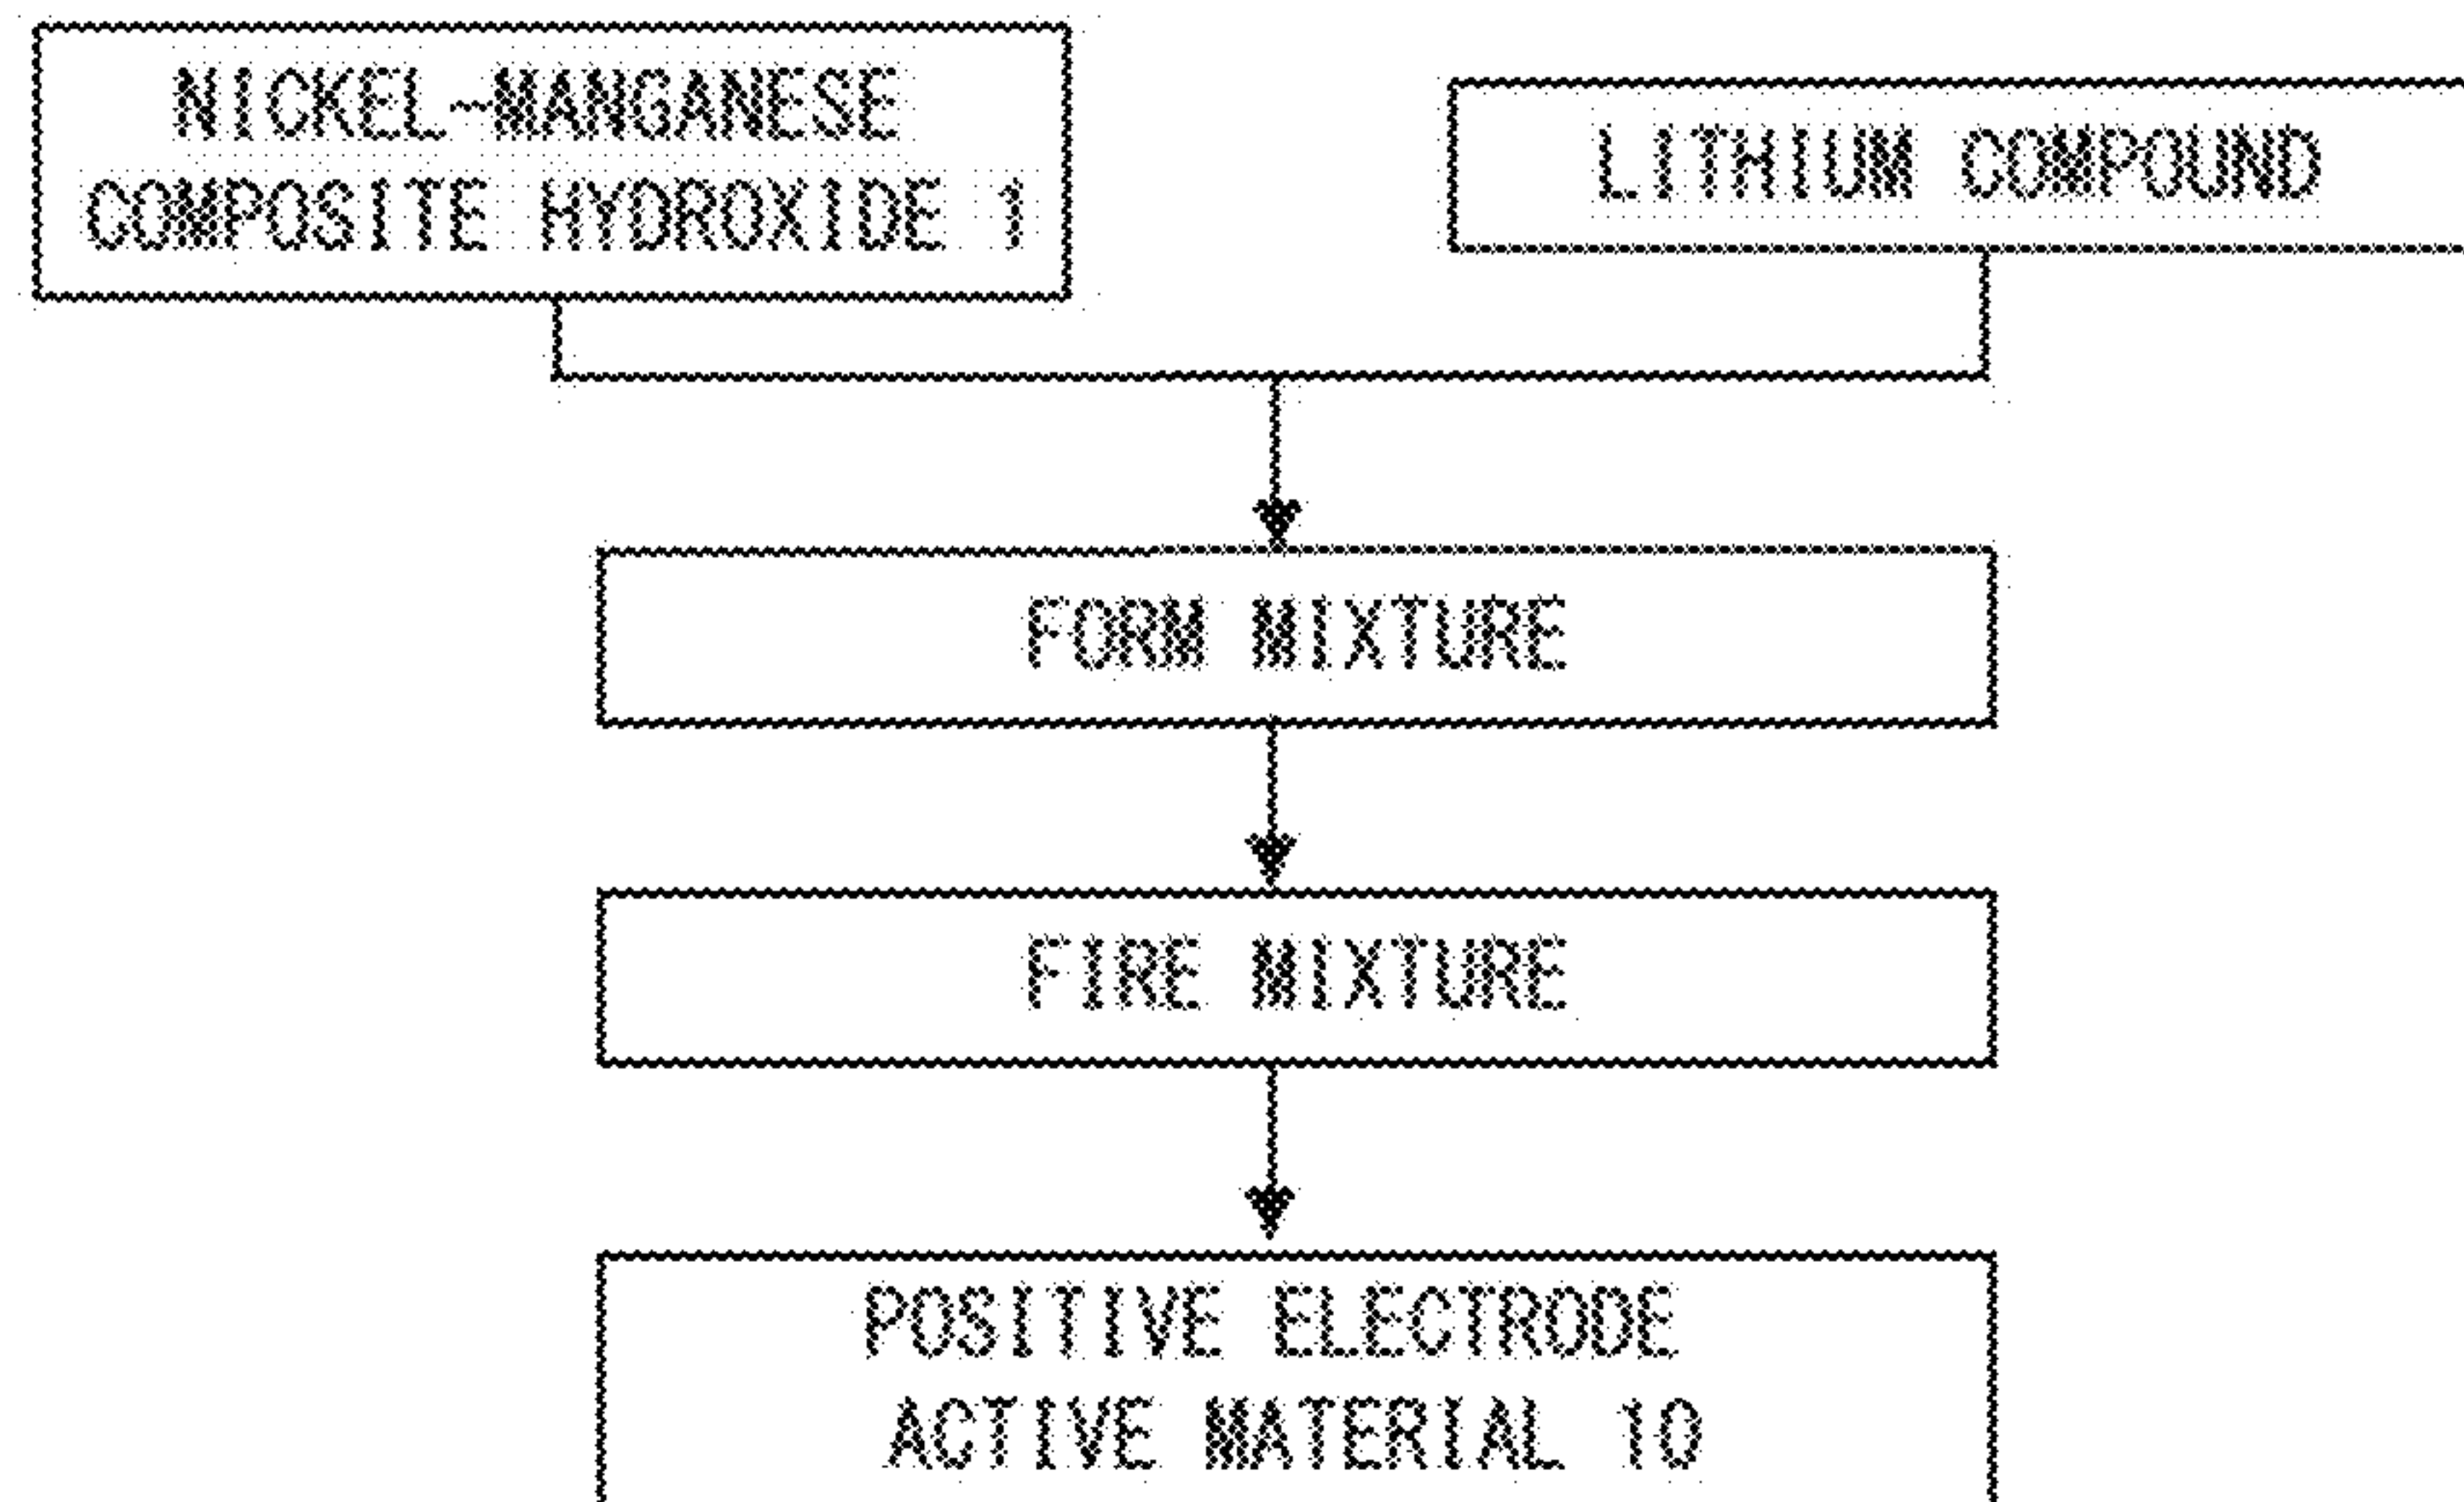 NICKEL-MANGANESE
COMPOSITE HYDROXIDE 1
LITHIUM COMPOUND
FORM MIXTURE
FIRE MIXTURE
POSITIVE ELECTRODE
ACTIVE MATERIAL 10